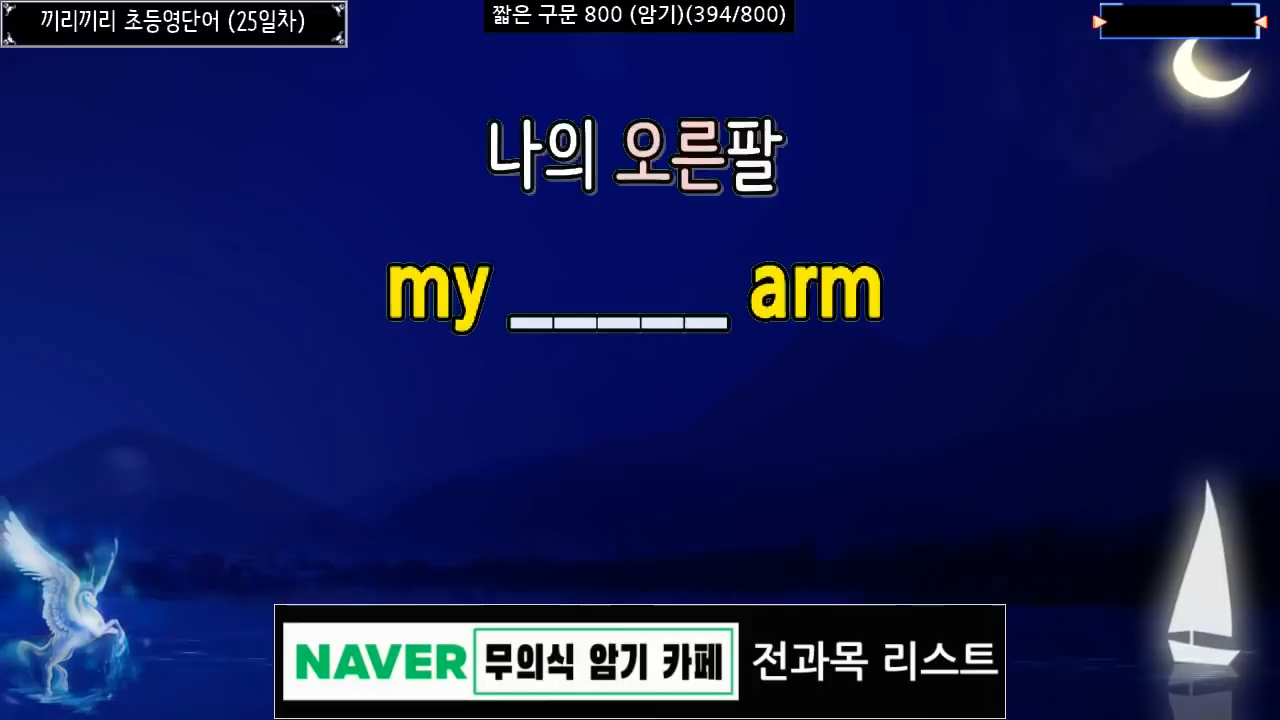 끼리끼리 초등영단어 (25일차)
짧은 구문 800 (암기)(394/800)
나의 오른팔
my _____ arm
NAVER 무의식 암기 카페 전과목 리스트